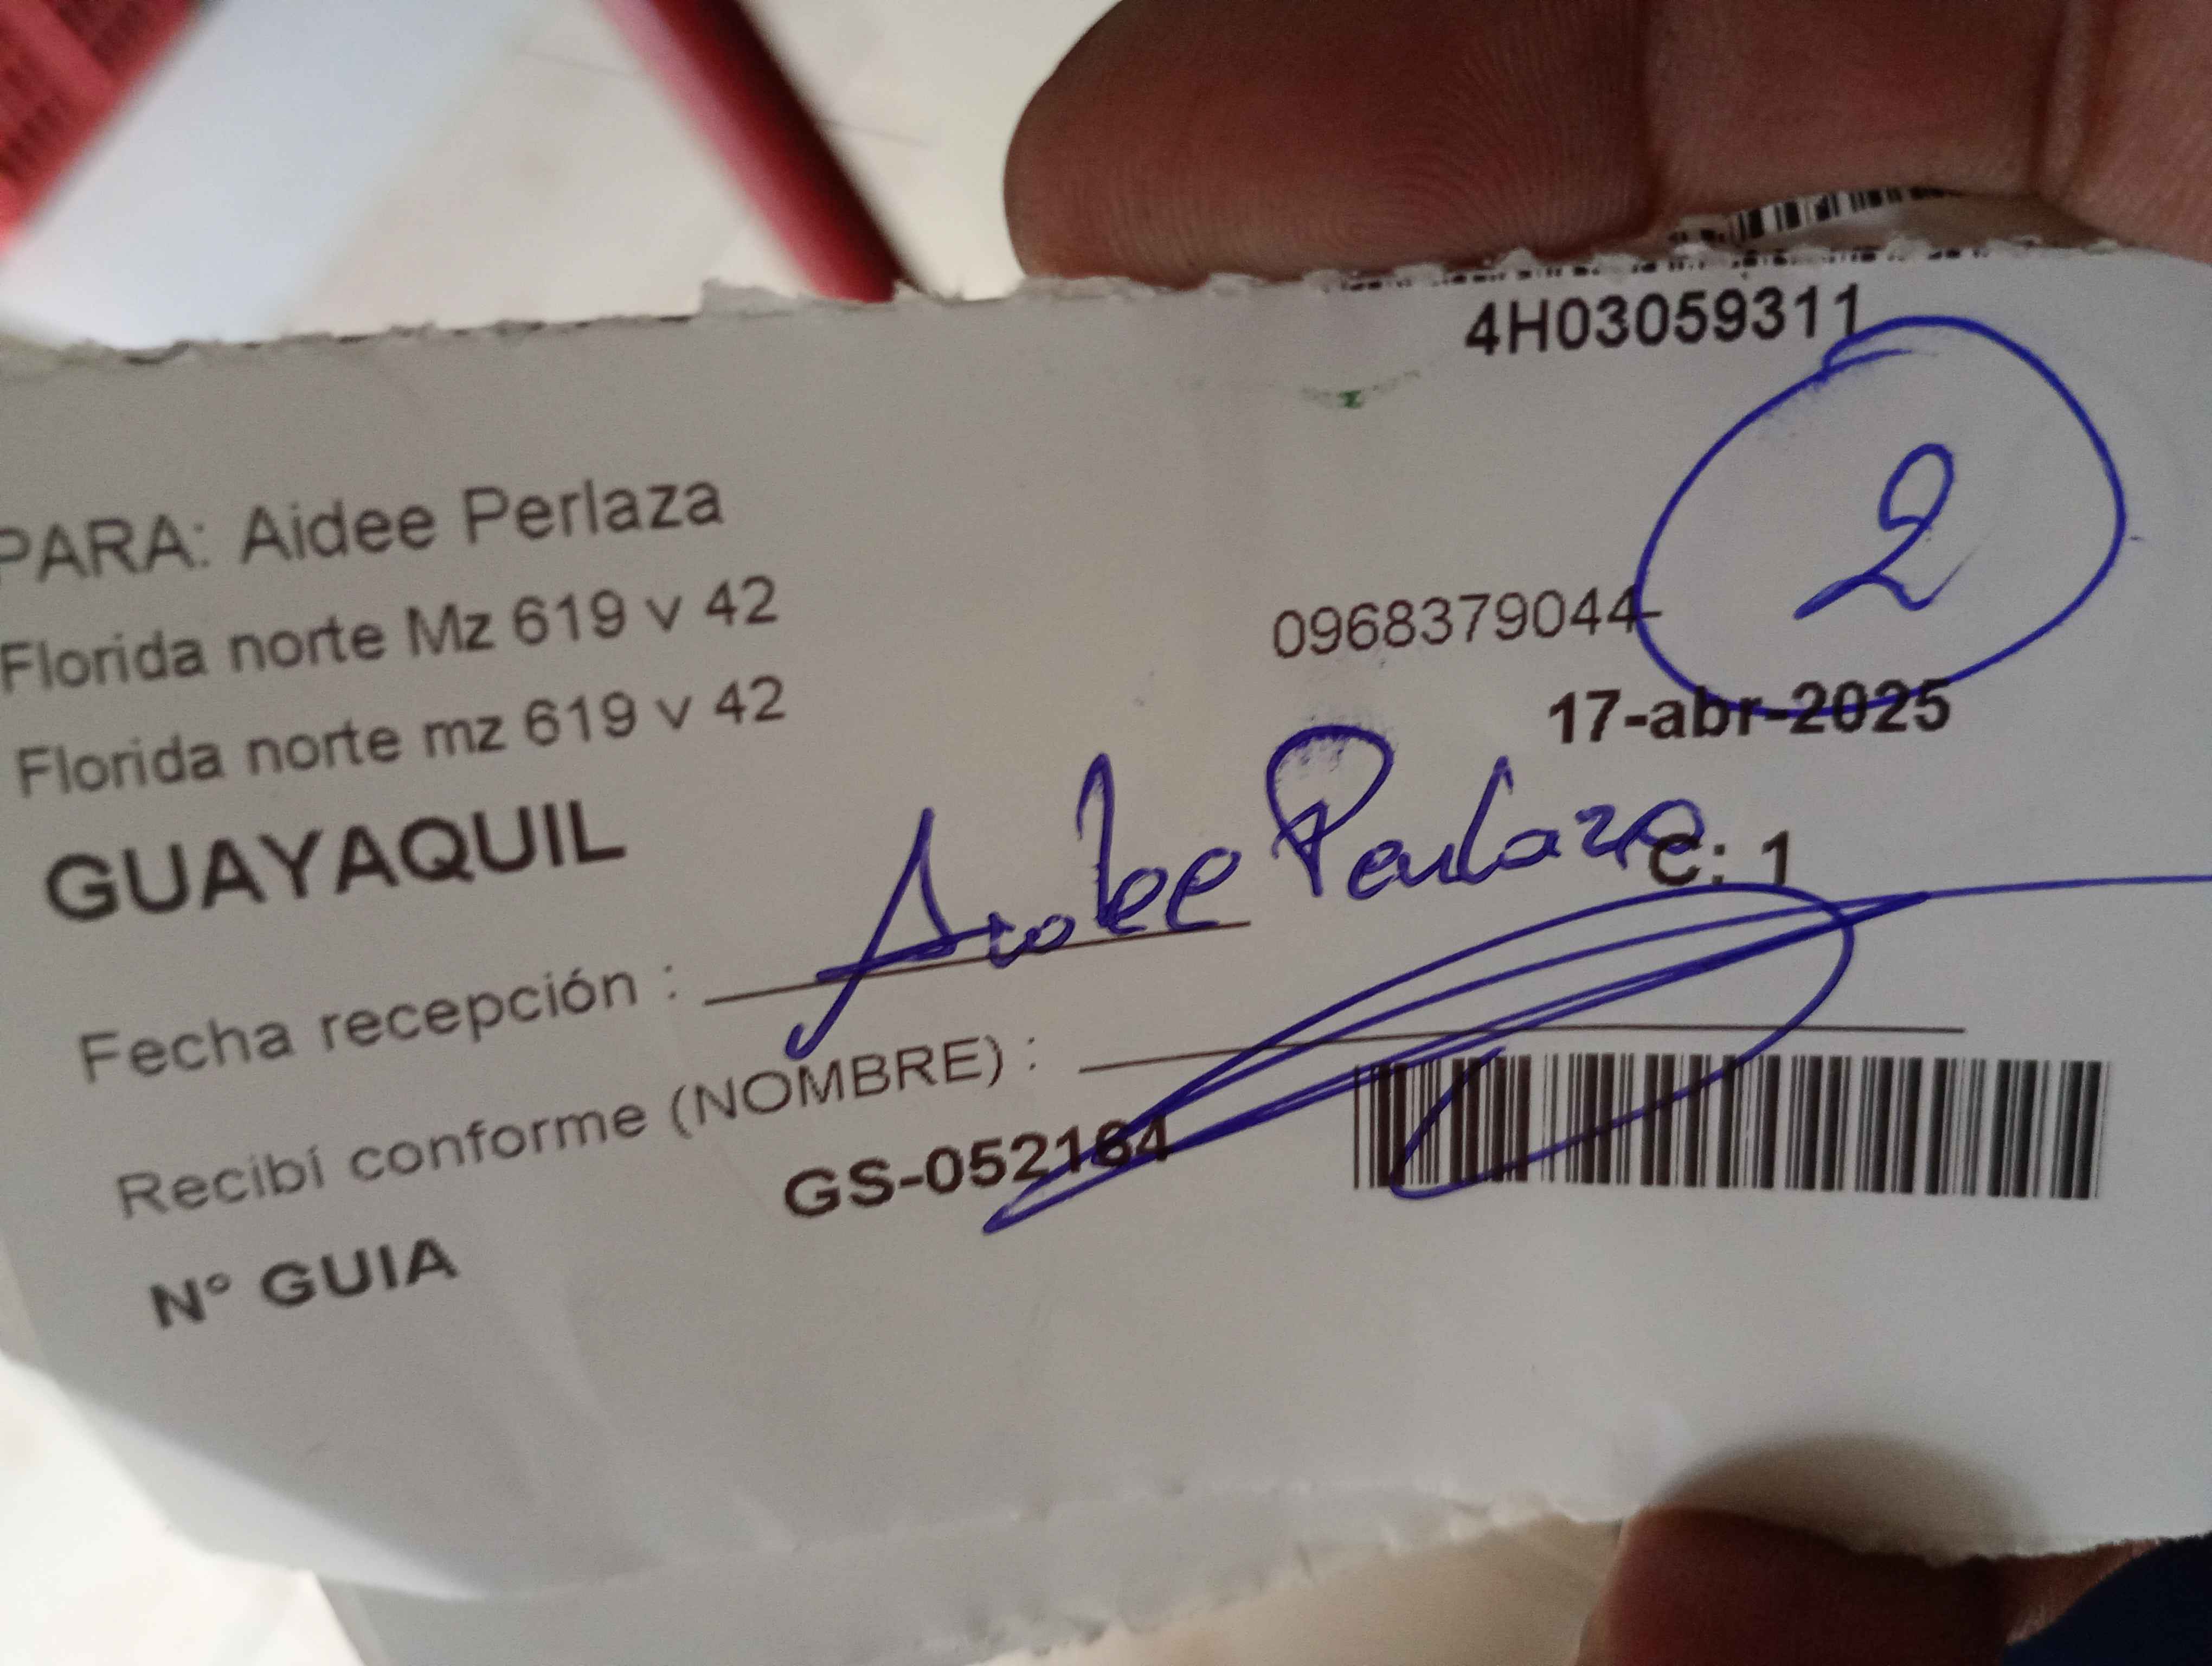 4H03059311
2
PARA: Aidee Perlaza
Florida norte Mz 619 v 42
0968379044-
Florida norte mz 619 v 42
17-abr-2025
GUAYAQUIL
C: 1
Fecha recepción : Aidee Perlaza
Recibí conforme (NOMBRE) :
GS-052164
N° GUIA